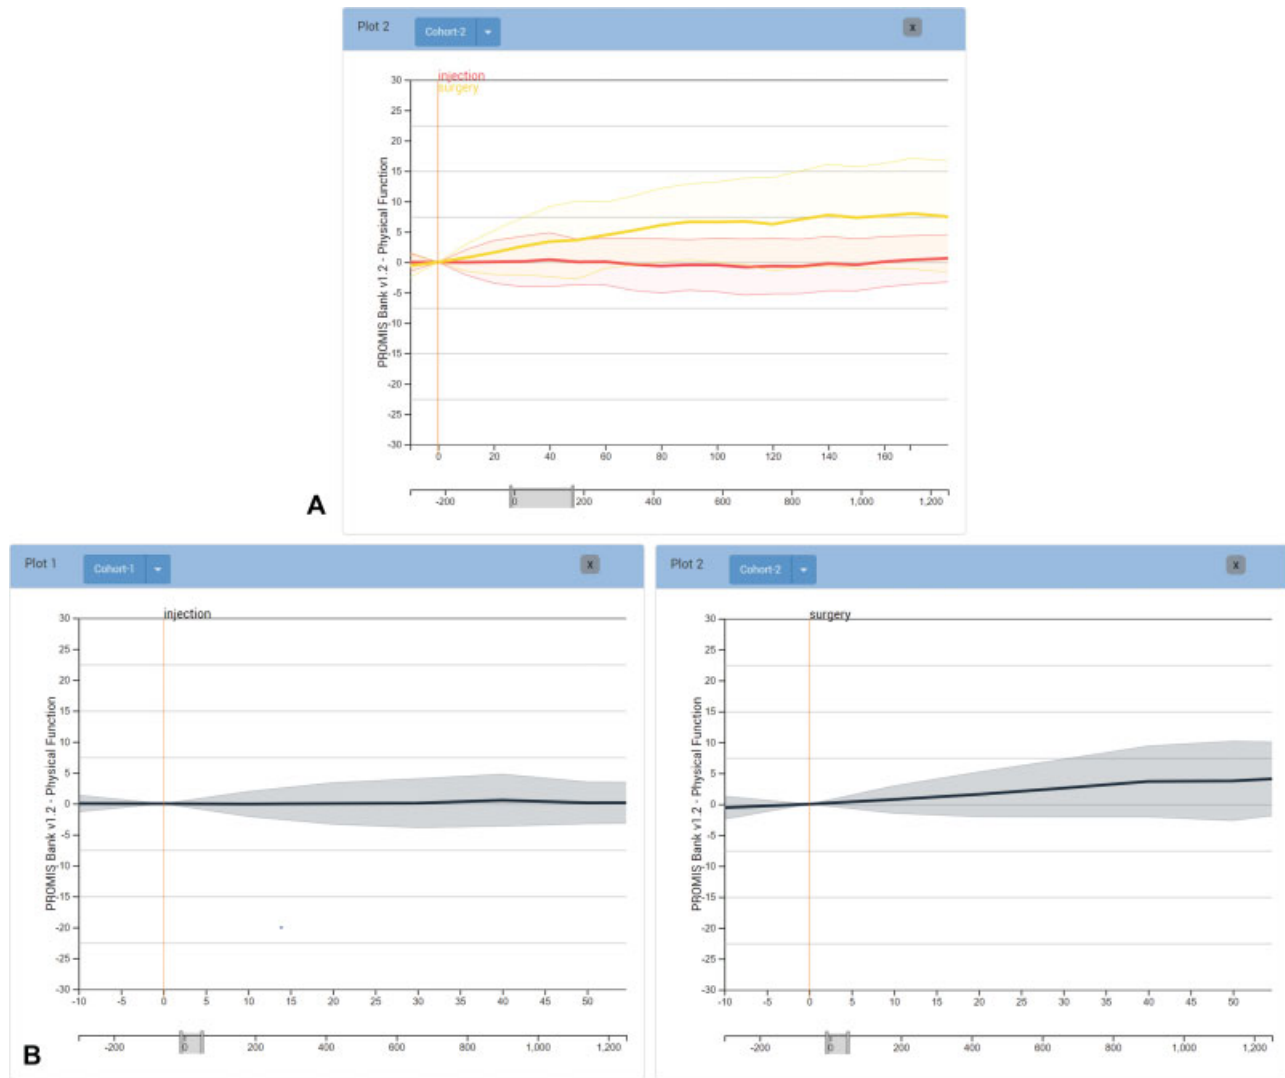 Plot 2 Cohort-2 x
injection
surgery
PROMIS Bank v1.2 - Physical Function
30
25
20
15
10
5
0
-5
-10
-15
-20
-25
-30
0 20 40 60 80 100 120 140 160
-200 0 200 400 600 800 1,000 1,200
A
Plot 1 Cohort-1 x
injection
PROMIS Bank v1.2 - Physical Function
30
25
20
15
10
5
0
-5
-10
-15
-20
-25
-30
-10 -5 0 5 10 15 20 25 30 35 40 45 50
-200 0 200 400 600 800 1,000 1,200
B
Plot 2 Cohort-2 x
surgery
PROMIS Bank v1.2 - Physical Function
30
25
20
15
10
5
0
-5
-10
-15
-20
-25
-30
-10 -5 0 5 10 15 20 25 30 35 40 45 50
-200 0 200 400 600 800 1,000 1,200